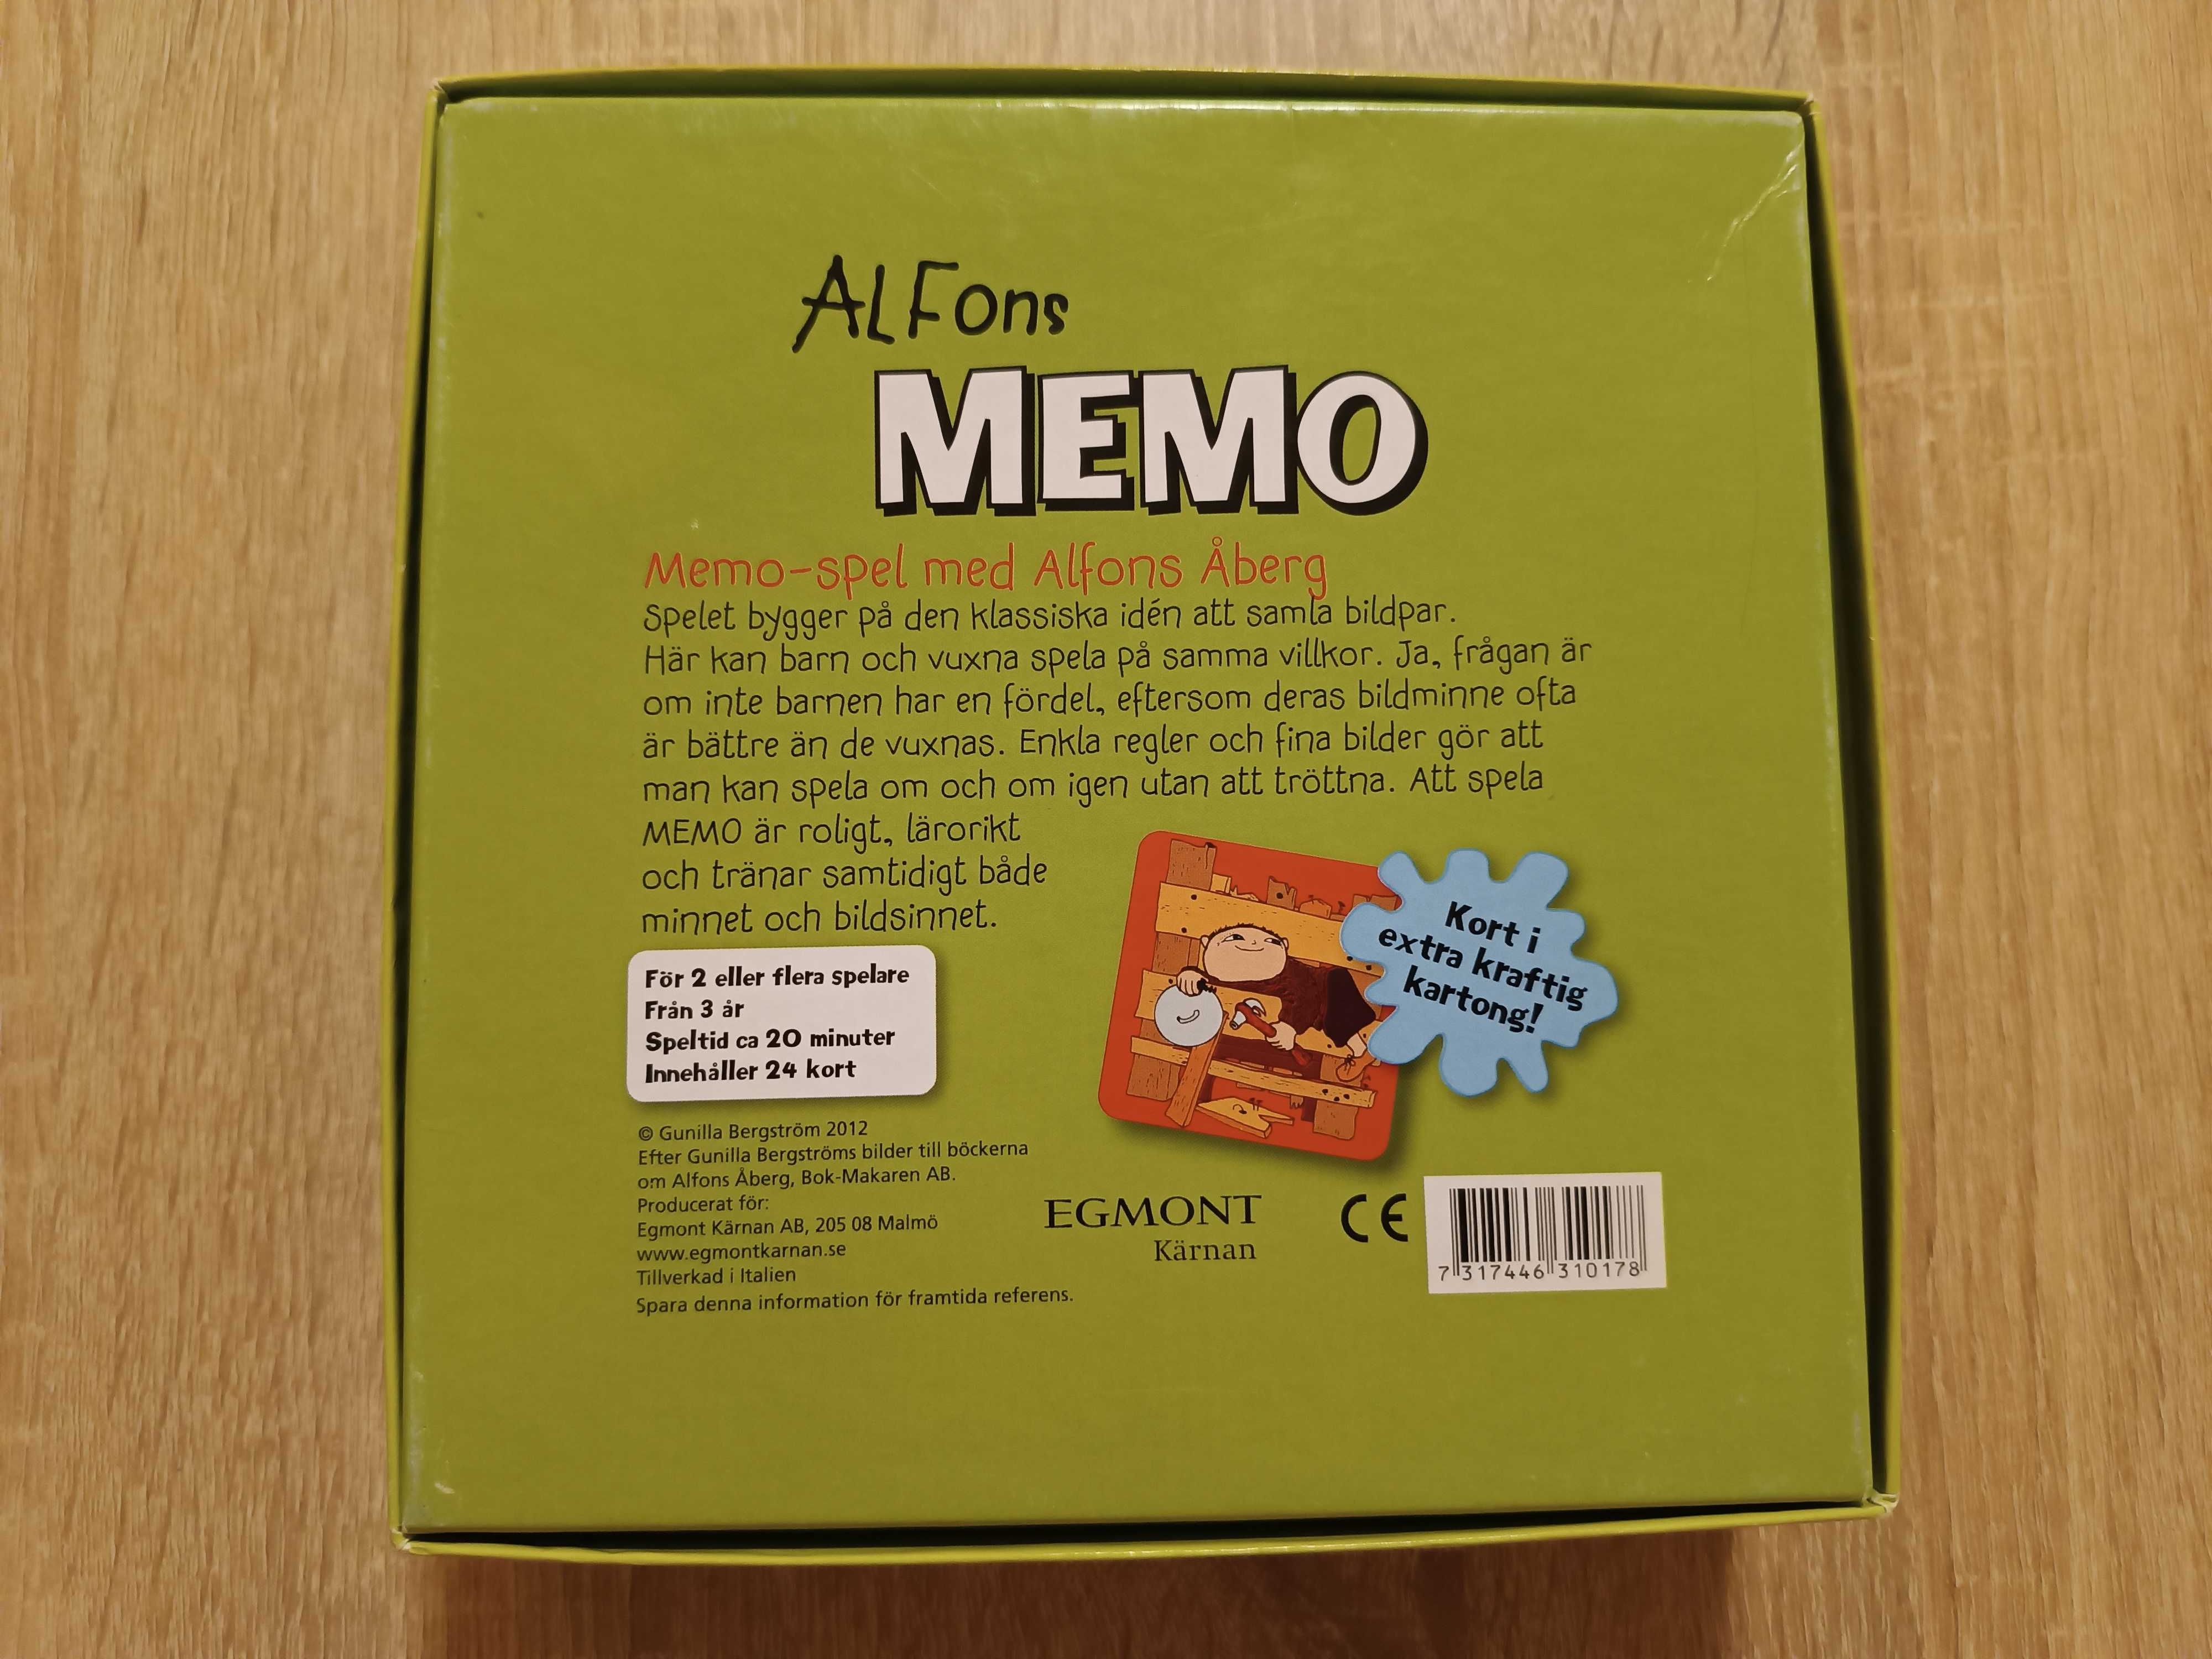 ALFons
MEMO
Memo-spel med Alfons Åberg
Spelet bygger på den klassiska idén att samla bildpar.
Här kan barn och vuxna spela på samma villkor. Ja, frågan är
om inte barnen har en fördel, eftersom deras bildminne ofta
är bättre än de vuxnas. Enkla regler och fina bilder gör att
man kan spela om och om igen utan att tröttna. Att spela
MEMO är roligt, lärorikt
och tränar samtidigt både
minnet och bildsinnet.
Kort i
extra kraftig
kartong!
För 2 eller flera spelare
Från 3 år
Speltid ca 20 minuter
Innehåller 24 kort
© Gunilla Bergström 2012
Efter Gunilla Bergströms bilder till böckerna
om Alfons Åberg, Bok-Makaren AB.
Producerat för:
Egmont Kärnan AB, 205 08 Malmö
www.egmontkarnan.se
Tillverkad i Italien
Spara denna information för framtida referens.
EGMONT
Kärnan
CE
7 317446 310178